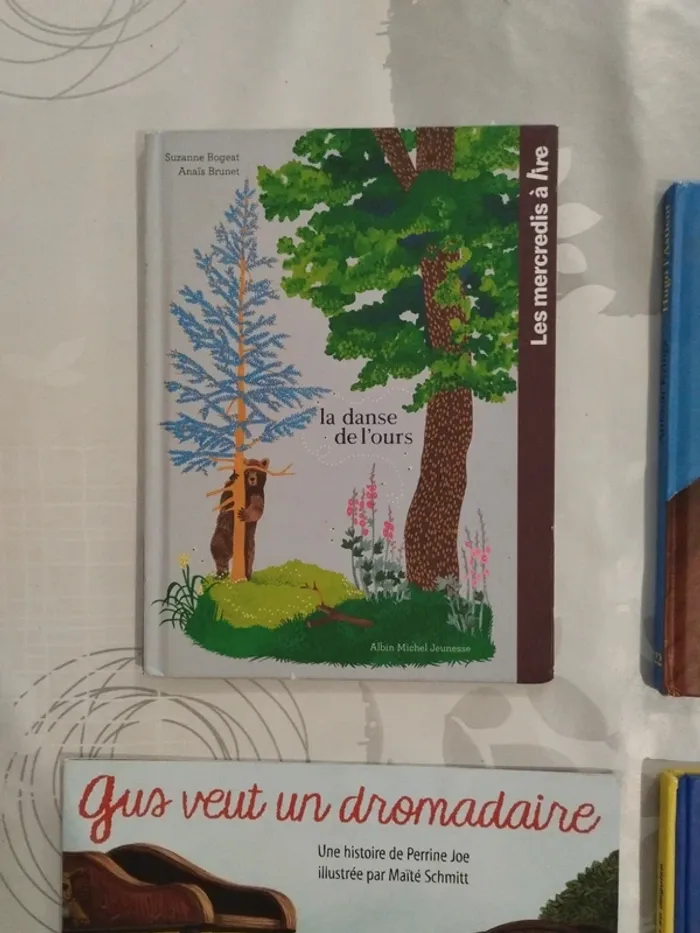 Suzanne Bogeat
Anaïs Brunet
Les mercredis à lire
la danse
de l'ours
Albin Michel Jeunesse
gus veut un dromadaire
Une histoire de Perrine Joe
illustrée par Maïté Schmitt
22